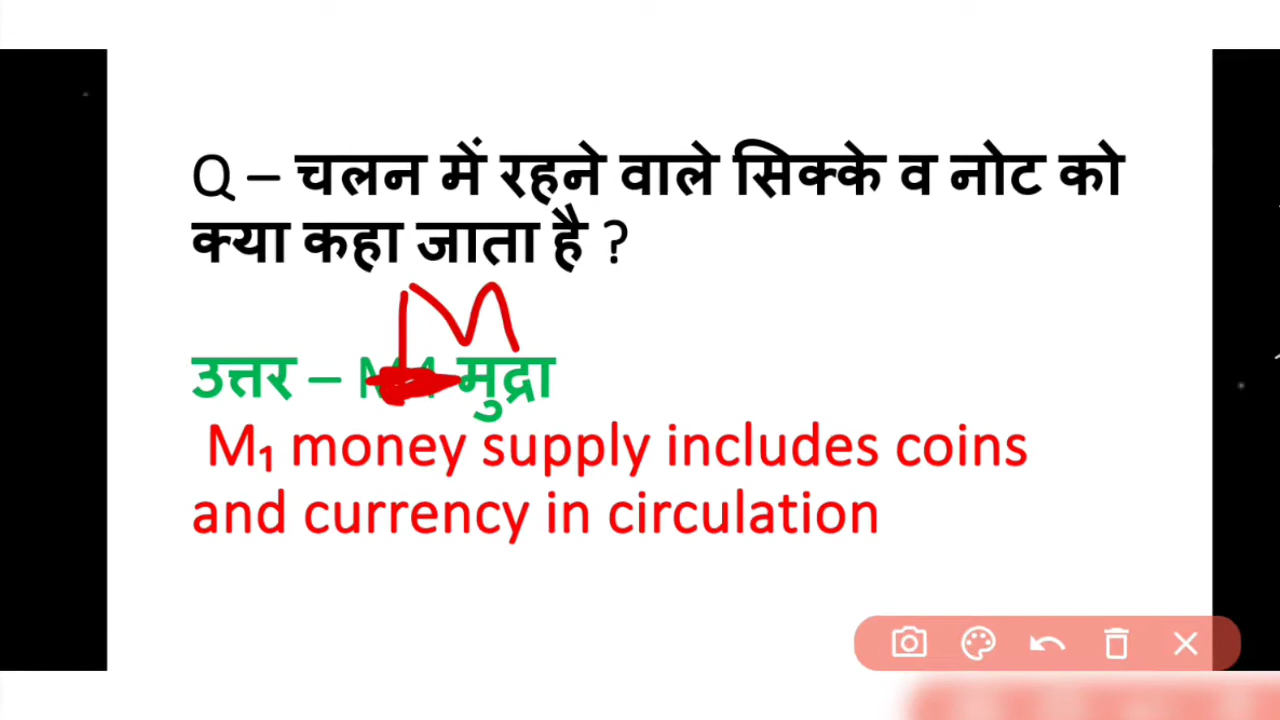 Q – चलन में रहने वाले सिक्के व नोट को
क्या कहा जाता है ?
M
उत्तर – मुद्रा
M₁ money supply includes coins
and currency in circulation